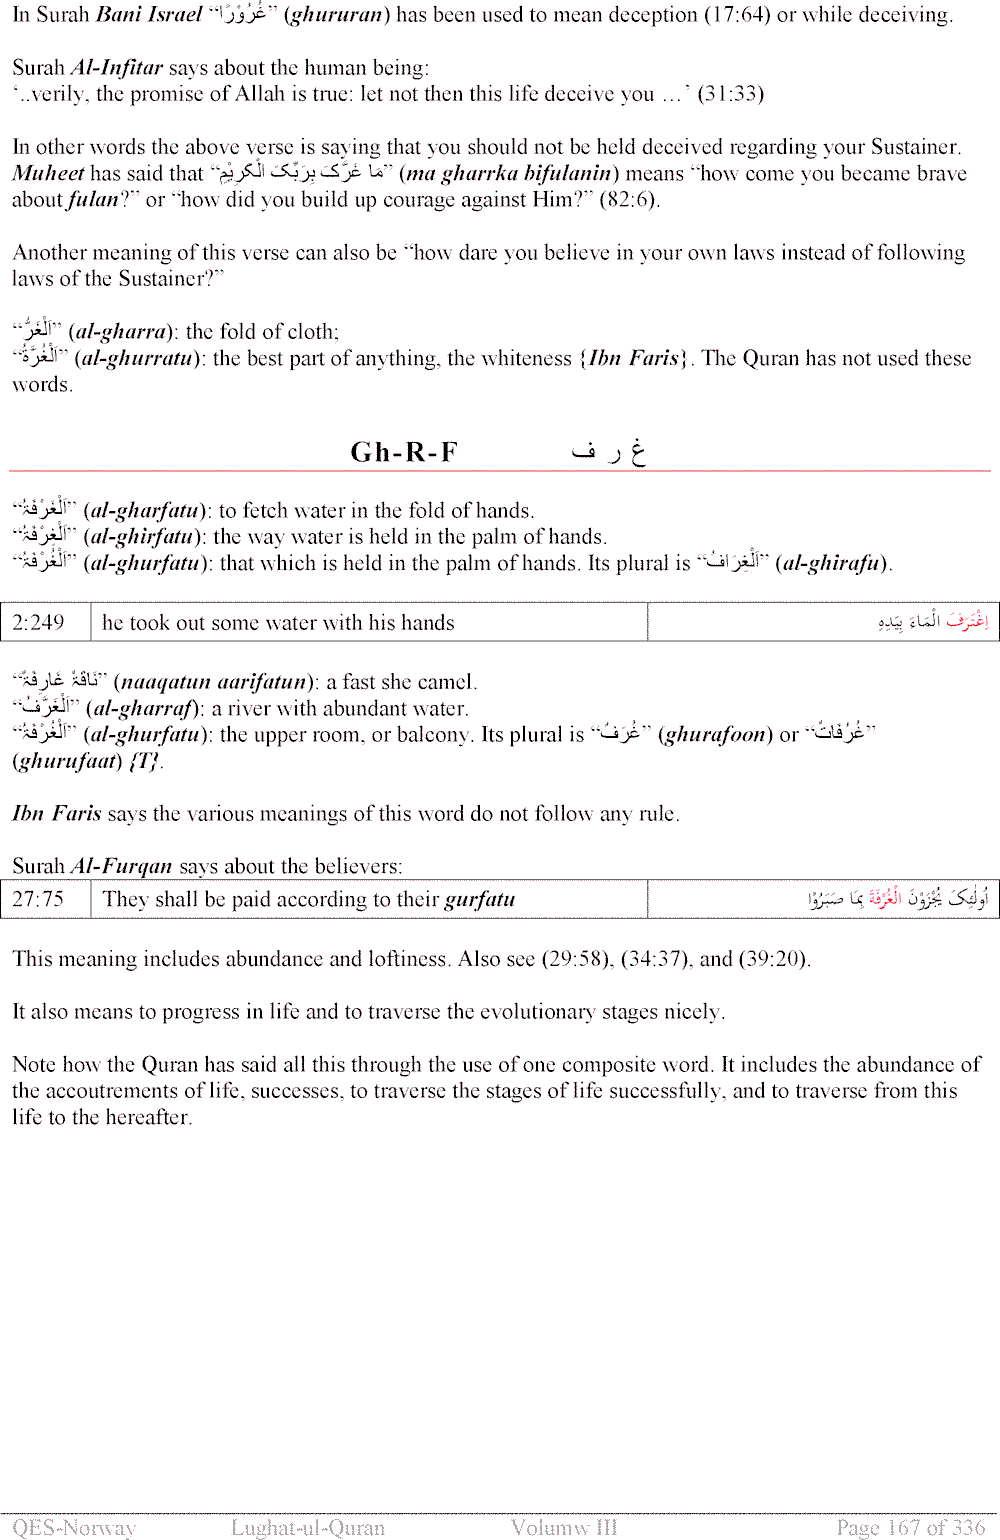 In Surah Bani Israel “غُرُوْرًا” (ghururan) has been used to mean deception (17:64) or while deceiving.
Surah Al-Infitar says about the human being:
‘..verily, the promise of Allah is true: let not then this life deceive you …’ (31:33)
In other words the above verse is saying that you should not be held deceived regarding your Sustainer.
Muheet has said that “مَا غَرَّکَ بِرَبِّکَ الْکَرِیْمِ” (ma gharrka bifulanin) means “how come you became brave
about fulan?” or “how did you build up courage against Him?” (82:6).
Another meaning of this verse can also be “how dare you believe in your own laws instead of following
laws of the Sustainer?”
“اَلْغَرُّ” (al-gharra): the fold of cloth;
“اَلْغُرَّةُ” (al-ghurratu): the best part of anything, the whiteness {Ibn Faris}. The Quran has not used these
words.
Gh-R-F غ ر ف
“اَلْغَرْفَۃُ” (al-gharfatu): to fetch water in the fold of hands.
“اَلْغِرْفَۃُ” (al-ghirfatu): the way water is held in the palm of hands.
“اَلْغُرْفَۃُ” (al-ghurfatu): that which is held in the palm of hands. Its plural is “اَلْغِرَافُ” (al-ghirafu).
2:249 he took out some water with his hands اِغْتَرَفَ الْمَاءَ بِیَدِهِ
“نَاقَۃٌ غَارِفَۃٌ” (naaqatun aarifatun): a fast she camel.
“اَلْغَرَّفُ” (al-gharraf): a river with abundant water.
“اَلْغُرْفَۃُ” (al-ghurfatu): the upper room, or balcony. Its plural is “غُرَفٌ” (ghurafoon) or “غُرُفَاتٌ”
(ghurufaat) {T}.
Ibn Faris says the various meanings of this word do not follow any rule.
Surah Al-Furqan says about the believers:
27:75 They shall be paid according to their gurfatu اُولٰٓئِکَ یُجْزَوْنَ الْغُرْفَۃَ بِمَا صَبَرُوْا
This meaning includes abundance and loftiness. Also see (29:58), (34:37), and (39:20).
It also means to progress in life and to traverse the evolutionary stages nicely.
Note how the Quran has said all this through the use of one composite word. It includes the abundance of
the accoutrements of life, successes, to traverse the stages of life successfully, and to traverse from this
life to the hereafter.
QES-Norway Lughat-ul-Quran Volumw III Page 167 of 336